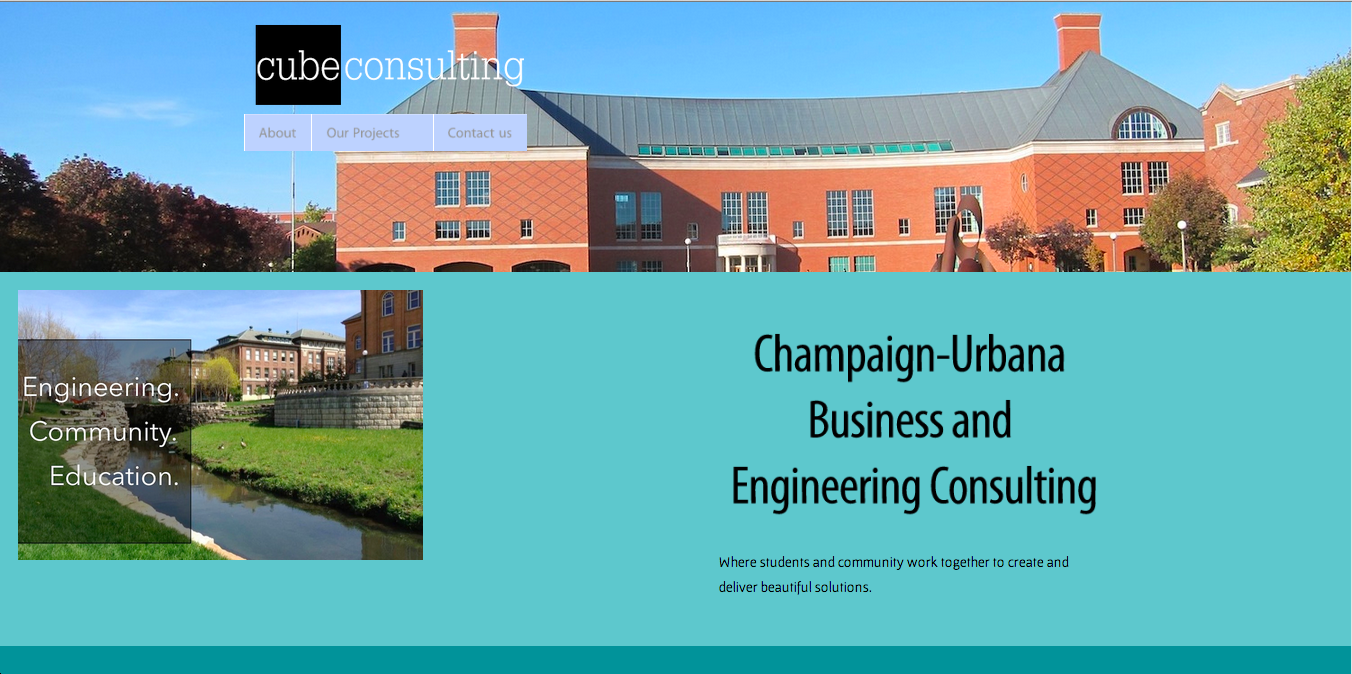 cubeconsulting
About Our Projects Contact us
Engineering.
Community.
Education.
Champaign-Urbana
Business and
Engineering Consulting
Where students and community work together to create and
deliver beautiful solutions.